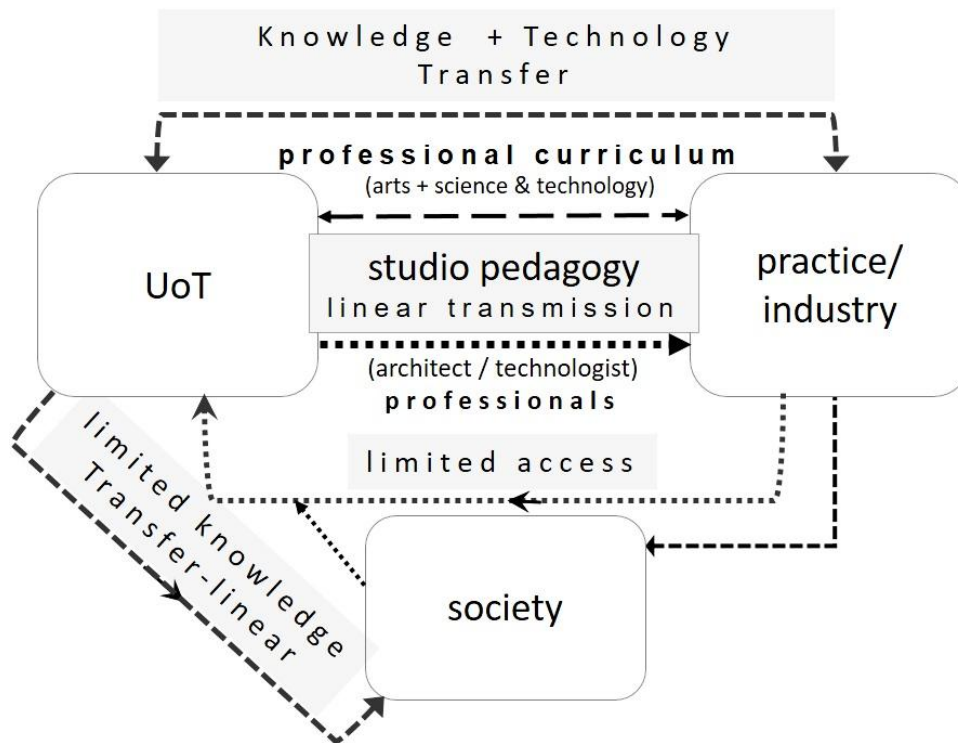 Knowledge + Technology
Transfer
professional curriculum
(arts + science & technology)
UoT
studio pedagogy
linear transmission
practice/
industry
(architect / technologist)
professionals
limited access
limited knowledge
Transfer-linear
society